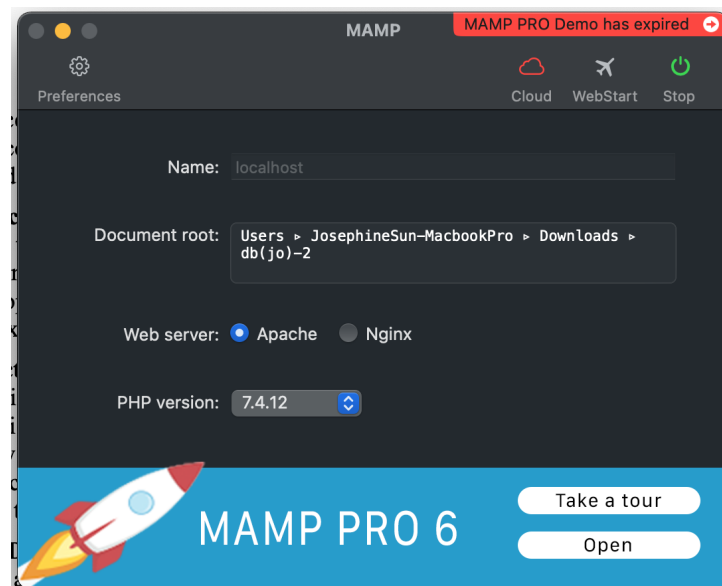 MAMP
MAMP PRO Demo has expired
Preferences
Cloud
WebStart
Stop
Name:
localhost
Document root:
Users ▹ JosephineSun-MacbookPro ▹ Downloads ▹
db(jo)-2
Web server:
Apache
Nginx
PHP version:
7.4.12
MAMP PRO 6
Take a tour
Open